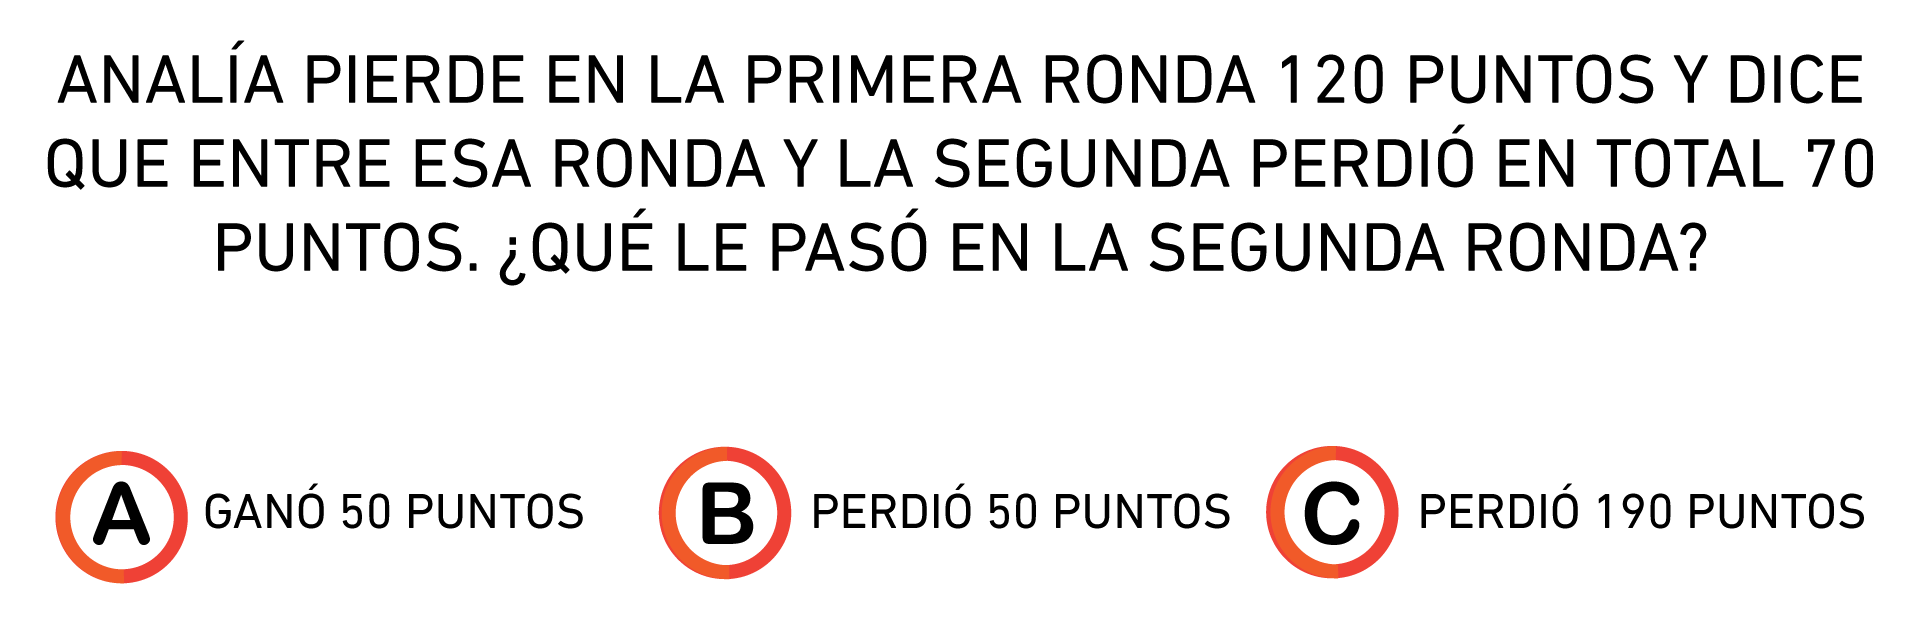 ANALÍA PIERDE EN LA PRIMERA RONDA 120 PUNTOS Y DICE
QUE ENTRE ESA RONDA Y LA SEGUNDA PERDIÓ EN TOTAL 70
PUNTOS. ¿QUÉ LE PASÓ EN LA SEGUNDA RONDA?
A GANÓ 50 PUNTOS
B PERDIÓ 50 PUNTOS
C PERDIÓ 190 PUNTOS